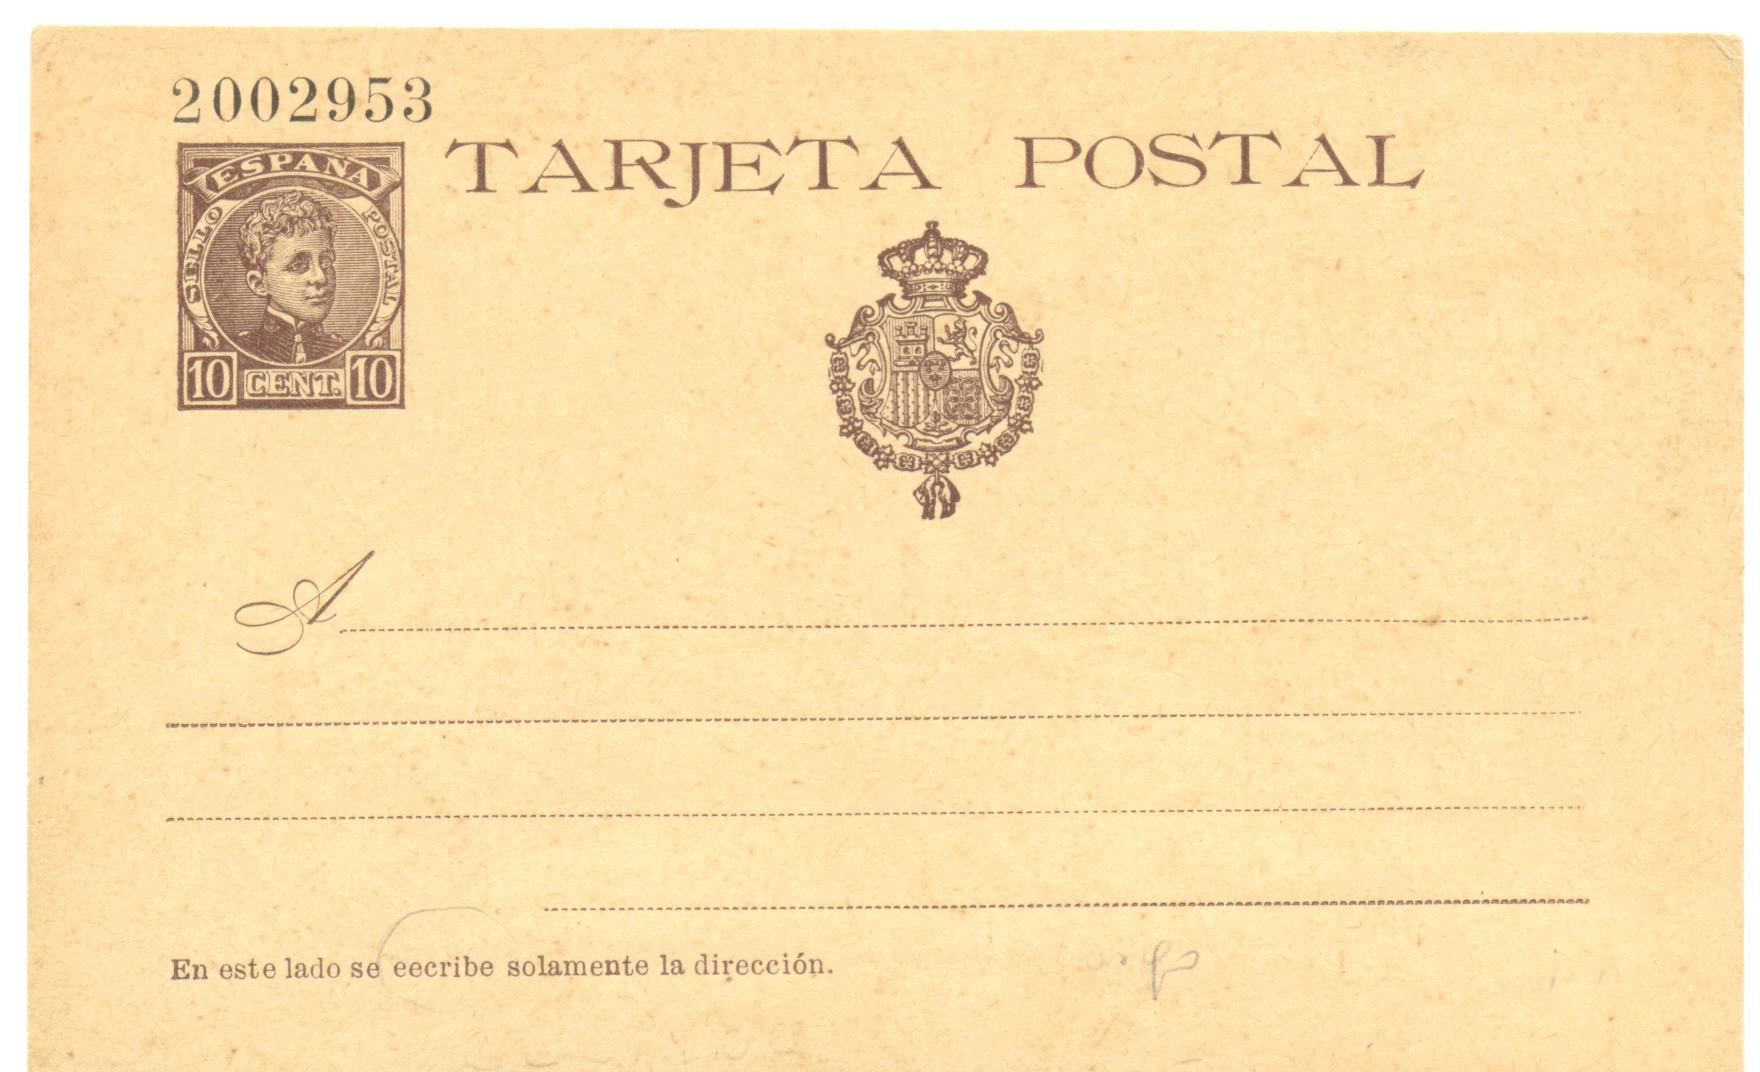 2002953
TARJETA POSTAL
ESPAÑA
SELLO POSTAL
10 CENT. 10
A
En este lado se eecribe solamente la dirección.